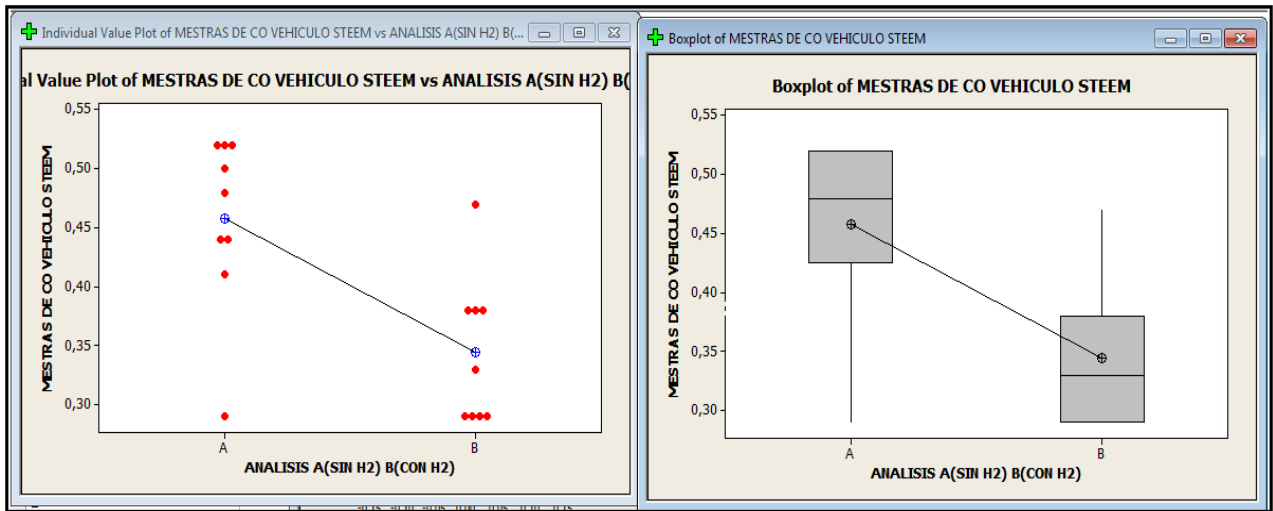 Individual Value Plot of MESTRAS DE CO VEHICULO STEEM vs ANALISIS A(SIN H2) B(...
al Value Plot of MESTRAS DE CO VEHICULO STEEM vs ANALISIS A(SIN H2) B(
MESTRAS DE CO VEHICULO STEEM
0,55
0,50
0,45
0,40
0,35
0,30
A
B
ANALISIS A(SIN H2) B(CON H2)
Boxplot of MESTRAS DE CO VEHICULO STEEM
Boxplot of MESTRAS DE CO VEHICULO STEEM
MESTRAS DE CO VEHICULO STEEM
0,55
0,50
0,45
0,40
0,35
0,30
A
B
ANALISIS A(SIN H2) B(CON H2)